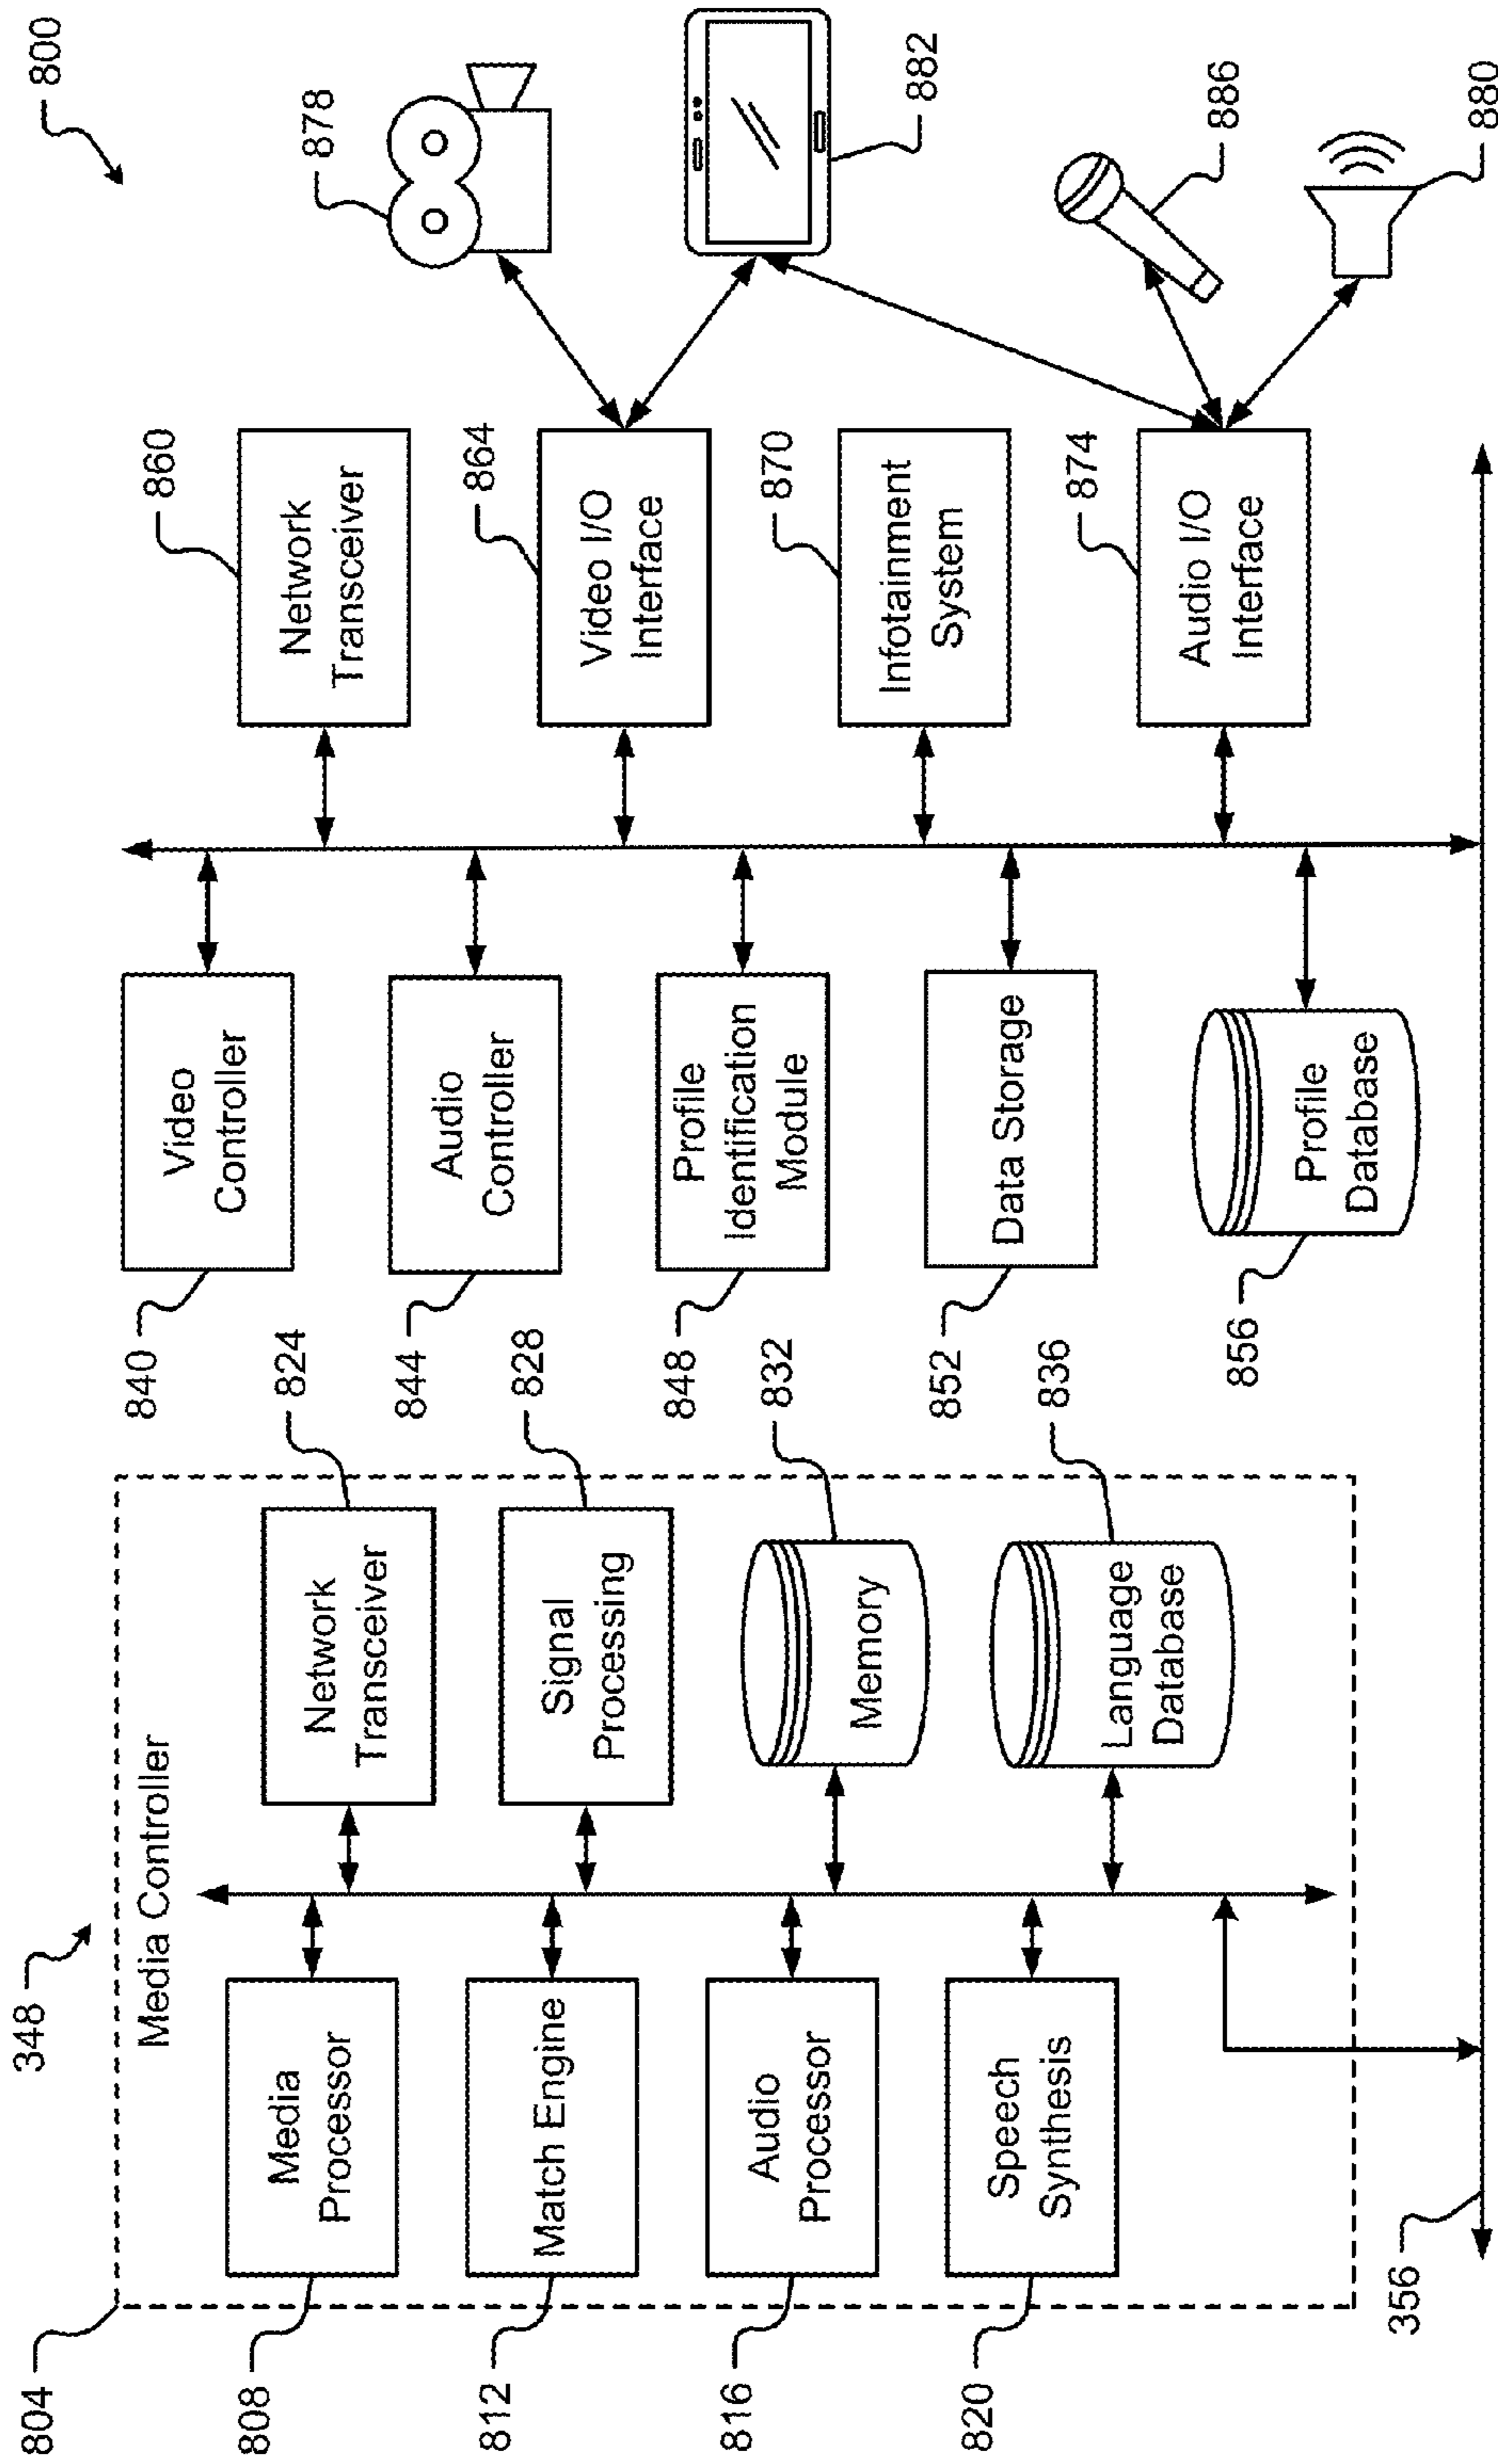 800
348
804
Media Controller
808
Media
Processor
812
Match Engine
816
Audio
Processor
820
Speech
Synthesis
824
Network
Transceiver
828
Signal
Processing
832
Memory
836
Language
Database
840
Video
Controller
844
Audio
Controller
848
Profile
Identification
Module
852
Data Storage
856
Profile
Database
860
Network
Transceiver
864
Video I/O
Interface
870
Infotainment
System
874
Audio I/O
Interface
878
882
886
880
356